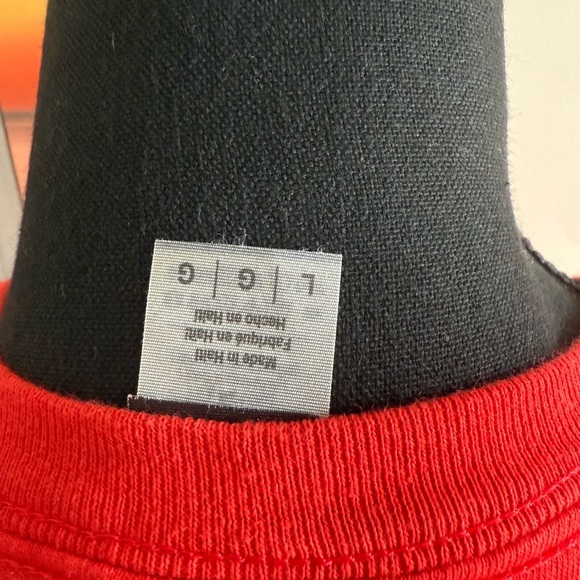 Made in Haiti
Fabriqué en Haïti
Hecho en Haití
L | G | G